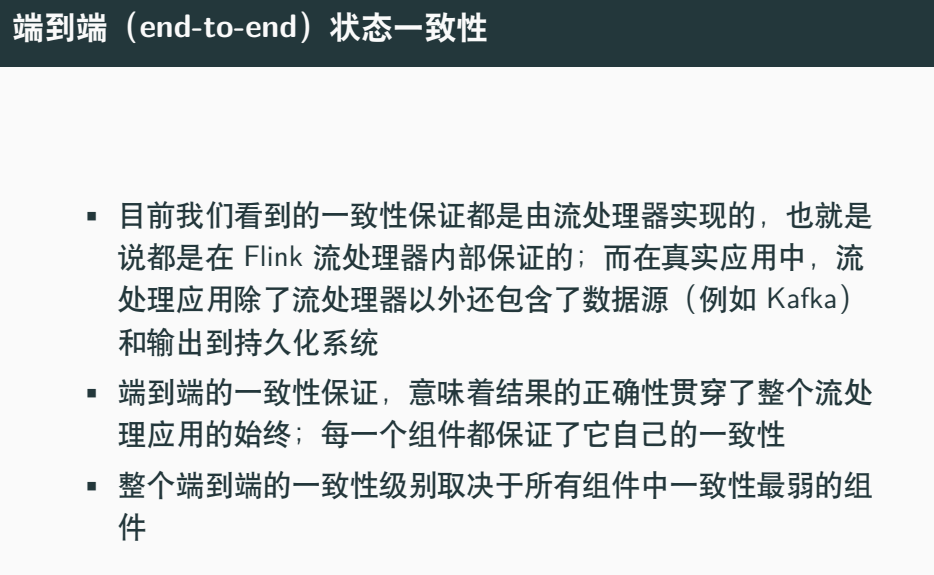 端到端（end-to-end）状态一致性
▪ 目前我们看到的一致性保证都是由流处理器实现的，也就是
说都是在 Flink 流处理器内部保证的；而在真实应用中，流
处理应用除了流处理器以外还包含了数据源（例如 Kafka）
和输出到持久化系统
▪ 端到端的一致性保证，意味着结果的正确性贯穿了整个流处
理应用的始终；每一个组件都保证了它自己的一致性
▪ 整个端到端的一致性级别取决于所有组件中一致性最弱的组
件